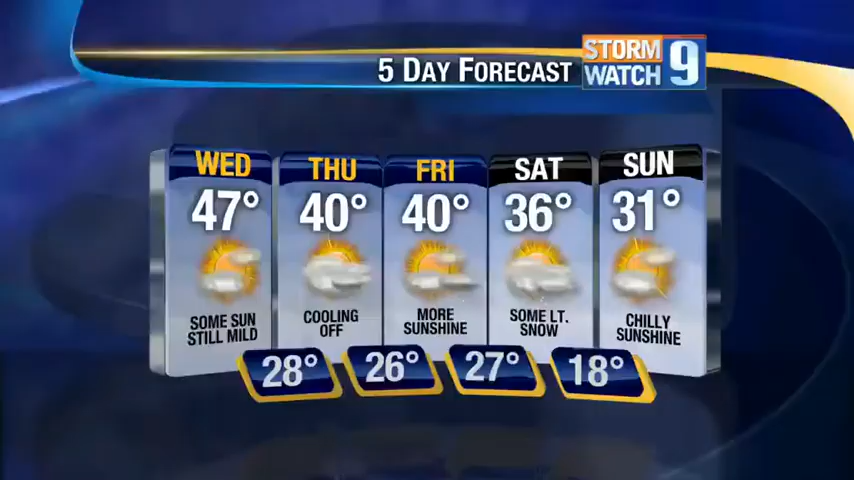 5 DAY FORECAST
STORM
WATCH 9
WED
47°
SOME SUN
STILL MILD
THU
40°
COOLING
OFF
FRI
40°
MORE
SUNSHINE
SAT
36°
SOME LT.
SNOW
SUN
31°
CHILLY
SUNSHINE
28°
26°
27°
18°